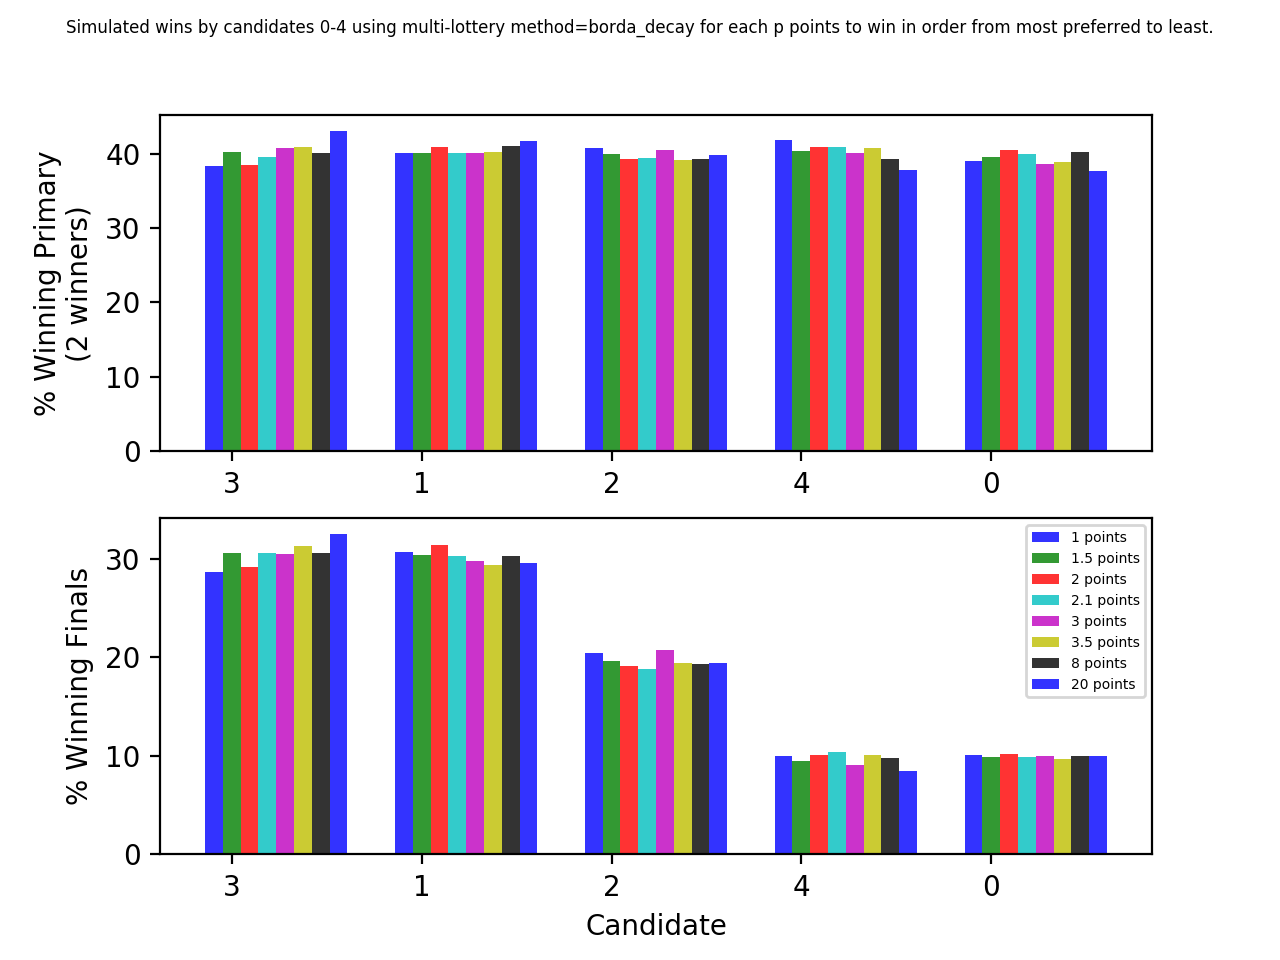 Simulated wins by candidates 0-4 using multi-lottery method=borda_decay for each p points to win in order from most preferred to least.
% Winning Primary
(2 winners)
40
30
20
10
0
3 1 2 4 0
% Winning Finals
30
20
10
0
1 points
1.5 points
2 points
2.1 points
3 points
3.5 points
8 points
20 points
3 1 2 4 0
Candidate